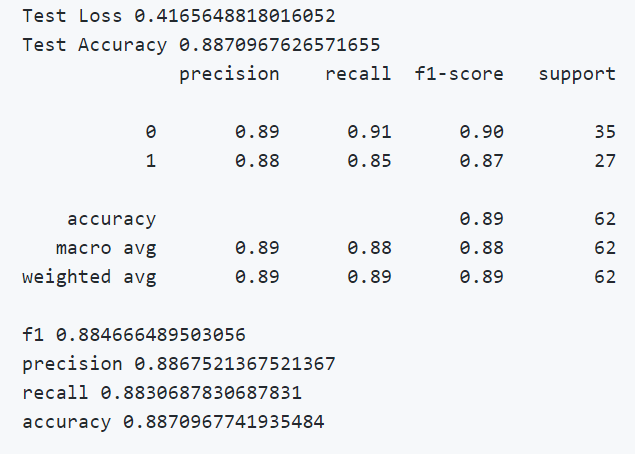 Test Loss 0.4165648818016052
Test Accuracy 0.8870967626571655
precision recall f1-score support
0 0.89 0.91 0.90 35
1 0.88 0.85 0.87 27
accuracy 0.89 62
macro avg 0.89 0.88 0.88 62
weighted avg 0.89 0.89 0.89 62
f1 0.884666489503056
precision 0.8867521367521367
recall 0.8830687830687831
accuracy 0.8870967741935484